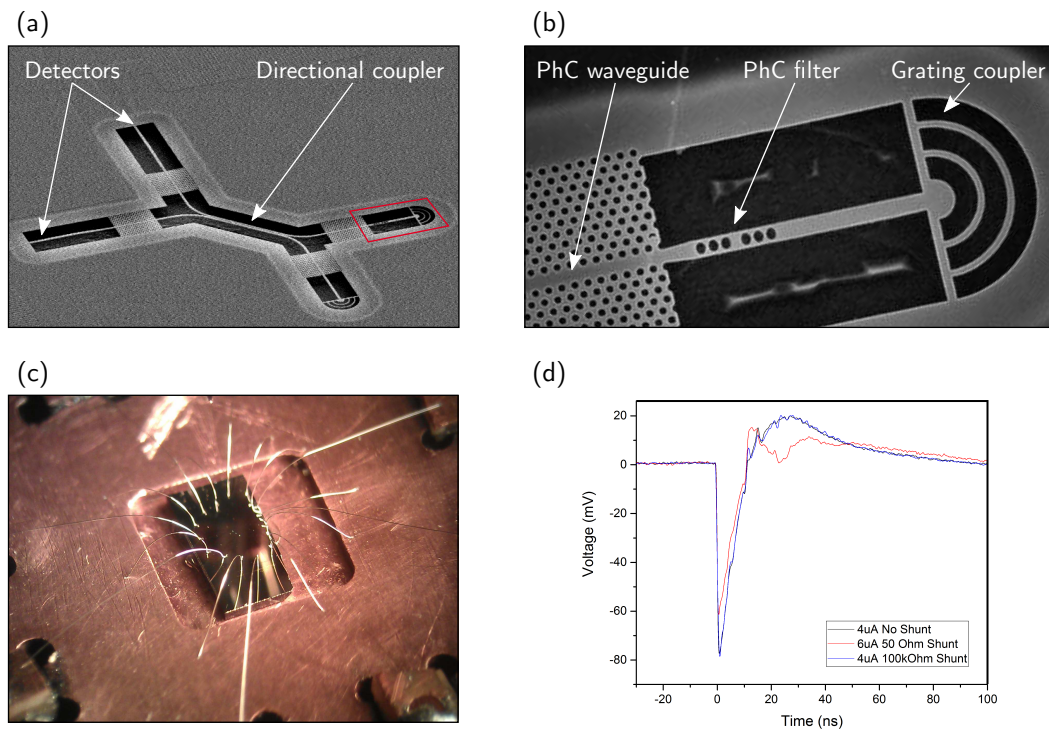 (a)
Detectors
Directional coupler
(b)
PhC waveguide
PhC filter
Grating coupler
(c)
(d)
20
0
-20
-40
-60
-80
Voltage (mV)
4uA No Shunt
6uA 50 Ohm Shunt
4uA 100kOhm Shunt
-20
0
20
40
60
80
100
Time (ns)